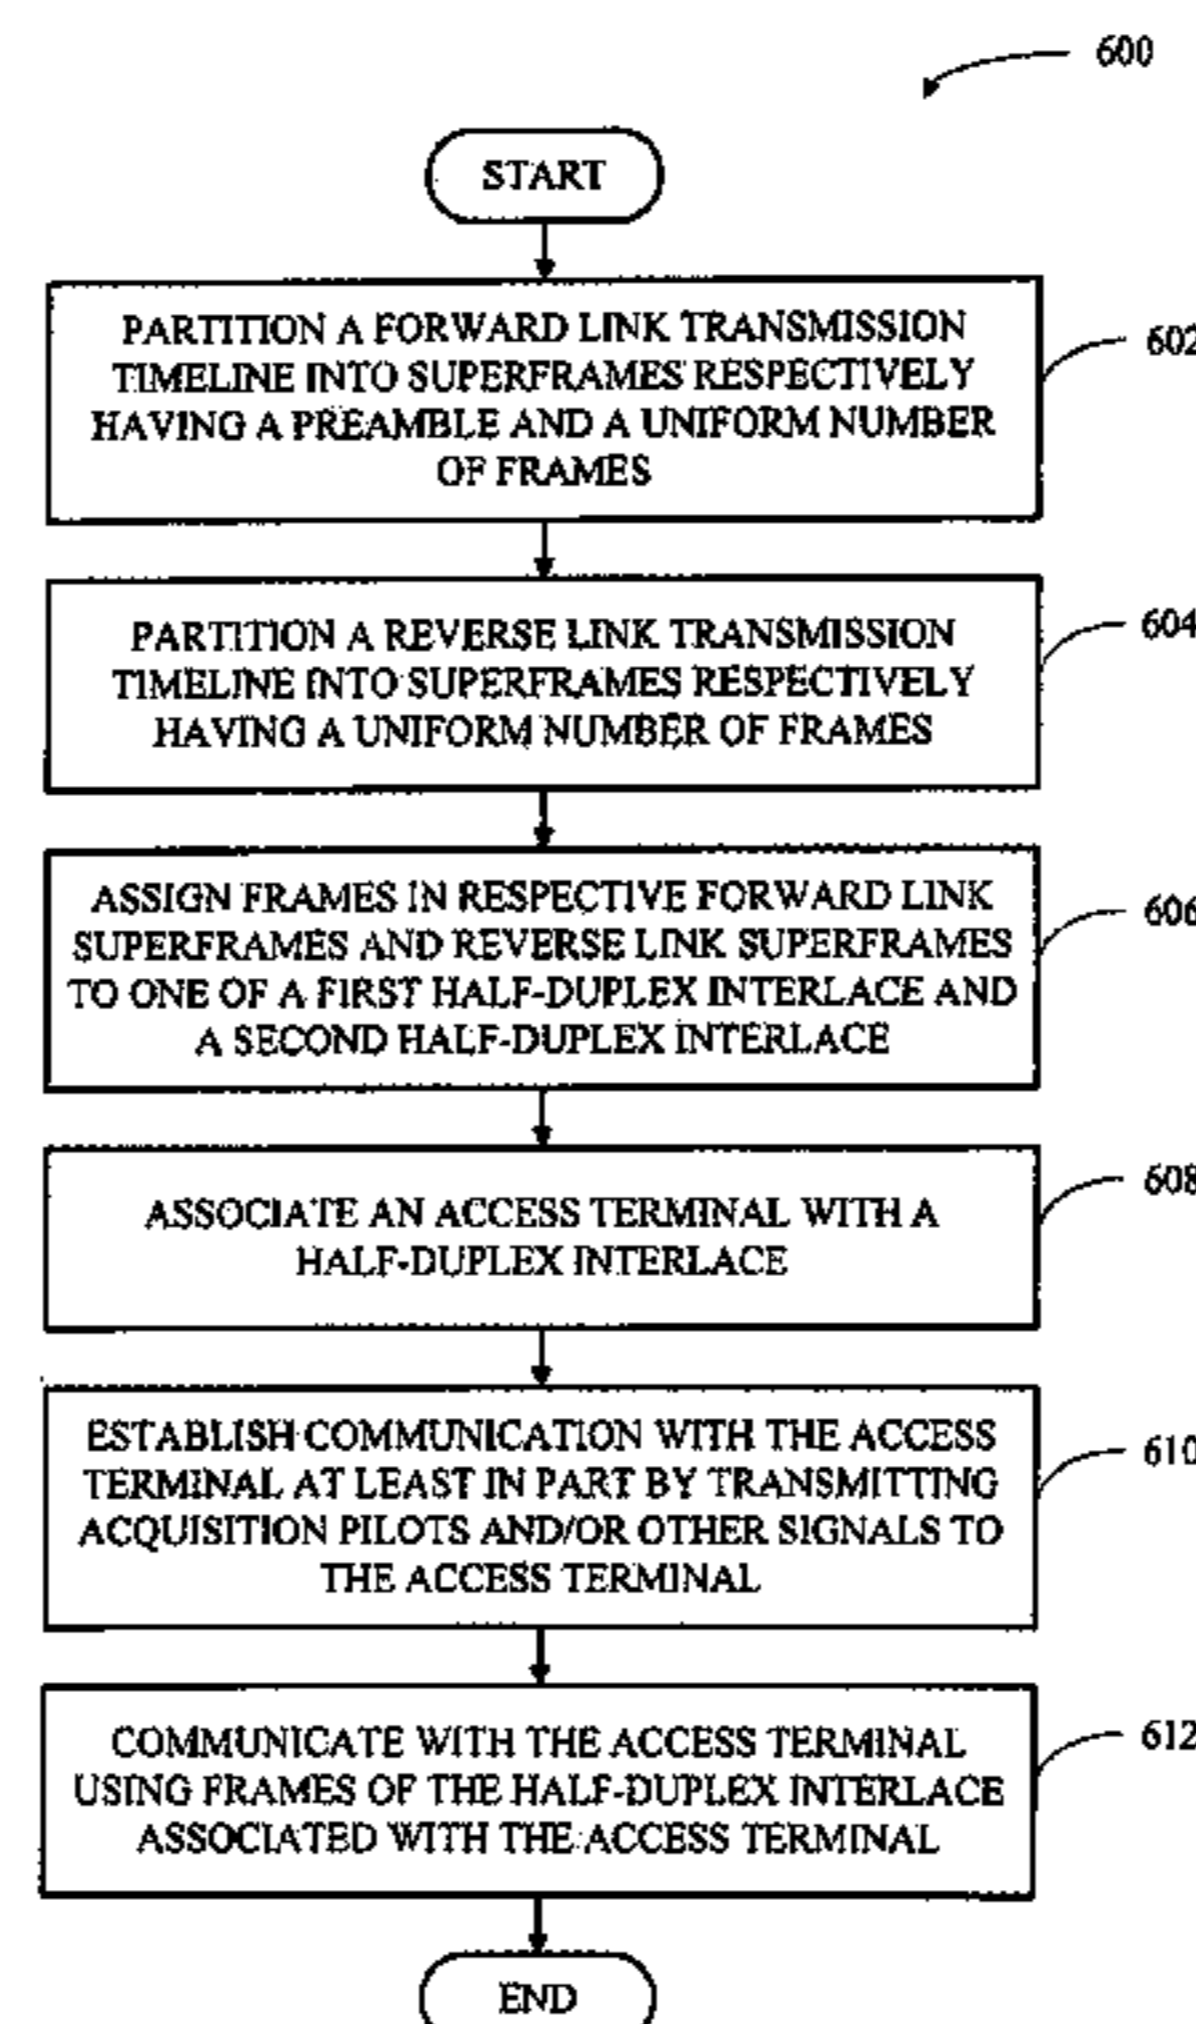 600
START
PARTITION A FORWARD LINK TRANSMISSION
TIMELINE INTO SUPERFRAMES RESPECTIVELY
HAVING A PREAMBLE AND A UNIFORM NUMBER
OF FRAMES
602
PARTITION A REVERSE LINK TRANSMISSION
TIMELINE INTO SUPERFRAMES RESPECTIVELY
HAVING A UNIFORM NUMBER OF FRAMES
604
ASSIGN FRAMES IN RESPECTIVE FORWARD LINK
SUPERFRAMES AND REVERSE LINK SUPERFRAMES
TO ONE OF A FIRST HALF-DUPLEX INTERLACE AND
A SECOND HALF-DUPLEX INTERLACE
606
ASSOCIATE AN ACCESS TERMINAL WITH A
HALF-DUPLEX INTERLACE
608
ESTABLISH COMMUNICATION WITH THE ACCESS
TERMINAL AT LEAST IN PART BY TRANSMITTING
ACQUISITION PILOTS AND/OR OTHER SIGNALS TO
THE ACCESS TERMINAL
610
COMMUNICATE WITH THE ACCESS TERMINAL
USING FRAMES OF THE HALF-DUPLEX INTERLACE
ASSOCIATED WITH THE ACCESS TERMINAL
612
END